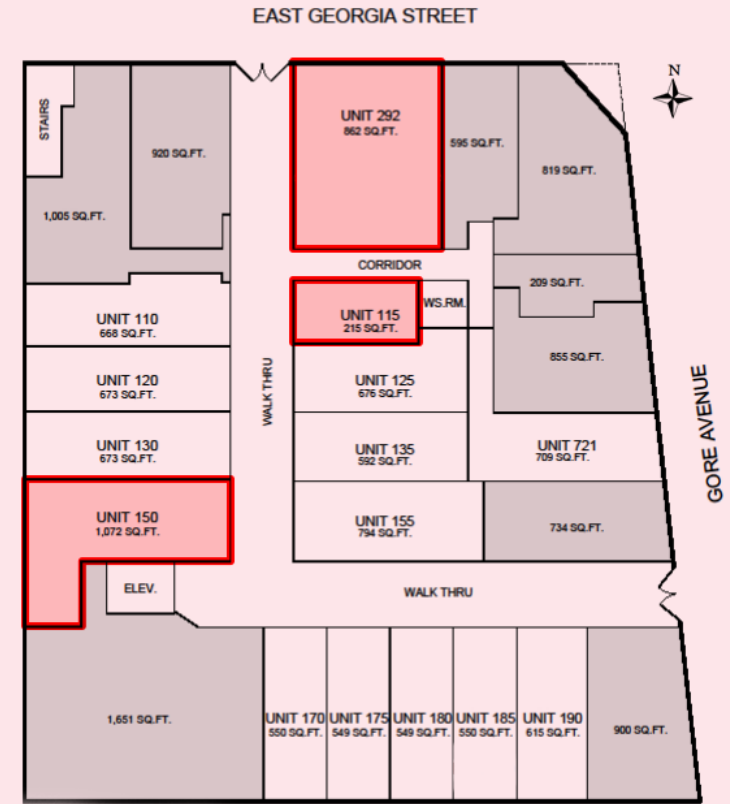 EAST GEORGIA STREET
N
STAIRS
920 SQ.FT.
1,005 SQ.FT.
UNIT 292
862 SQ.FT.
595 SQ.FT.
819 SQ.FT.
CORRIDOR
209 SQ.FT.
UNIT 110
668 SQ.FT.
UNIT 115
215 SQ.FT.
WS.RM.
855 SQ.FT.
UNIT 120
673 SQ.FT.
WALK THRU
UNIT 125
676 SQ.FT.
GORE AVENUE
UNIT 130
673 SQ.FT.
UNIT 135
592 SQ.FT.
UNIT 721
709 SQ.FT.
UNIT 150
1,072 SQ.FT.
UNIT 155
794 SQ.FT.
734 SQ.FT.
ELEV.
WALK THRU
1,651 SQ.FT.
UNIT 170
550 SQ.FT.
UNIT 175
549 SQ.FT.
UNIT 180
549 SQ.FT.
UNIT 185
550 SQ.FT.
UNIT 190
615 SQ.FT.
900 SQ.FT.